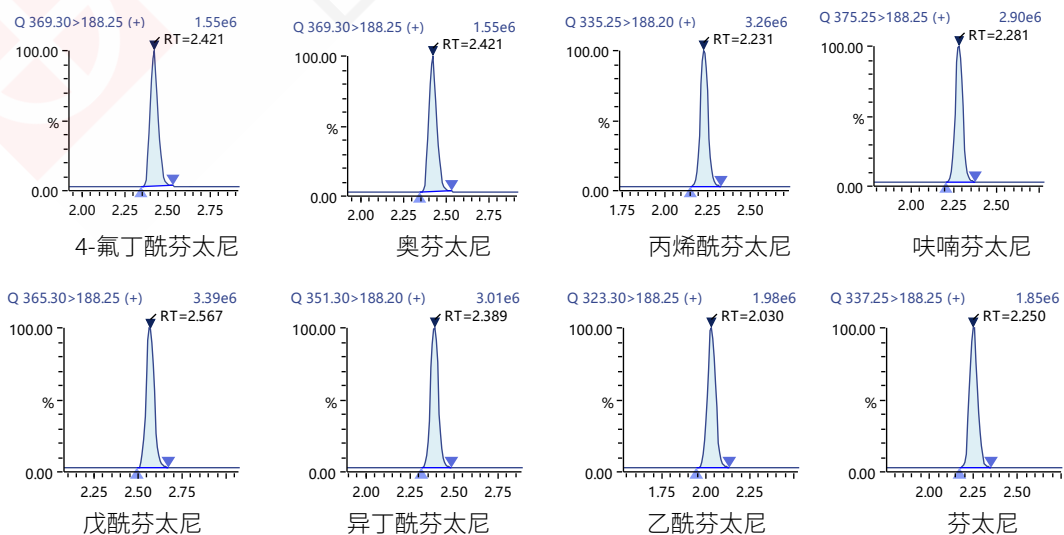 Q 369.30>188.25 (+) 1.55e6
RT=2.421
100.00
%
0.00
2.00 2.25 2.50 2.75
4-氟丁酰芬太尼
Q 369.30>188.25 (+) 1.55e6
RT=2.421
100.00
%
0.00
2.00 2.25 2.50 2.75
奥芬太尼
Q 335.25>188.20 (+) 3.26e6
RT=2.231
100.00
%
0.00
1.75 2.00 2.25 2.50
丙烯酰芬太尼
Q 375.25>188.25 (+) 2.90e6
RT=2.281
100.00
%
0.00
2.00 2.25 2.50
呋喃芬太尼
Q 365.30>188.25 (+) 3.39e6
RT=2.567
100.00
%
0.00
2.25 2.50 2.75
戊酰芬太尼
Q 351.30>188.20 (+) 3.01e6
RT=2.389
100.00
%
0.00
2.00 2.25 2.50 2.75
异丁酰芬太尼
Q 323.30>188.25 (+) 1.98e6
RT=2.030
100.00
%
0.00
1.75 2.00 2.25
乙酰芬太尼
Q 337.25>188.25 (+) 1.85e6
RT=2.250
100.00
%
0.00
2.00 2.25 2.50
芬太尼